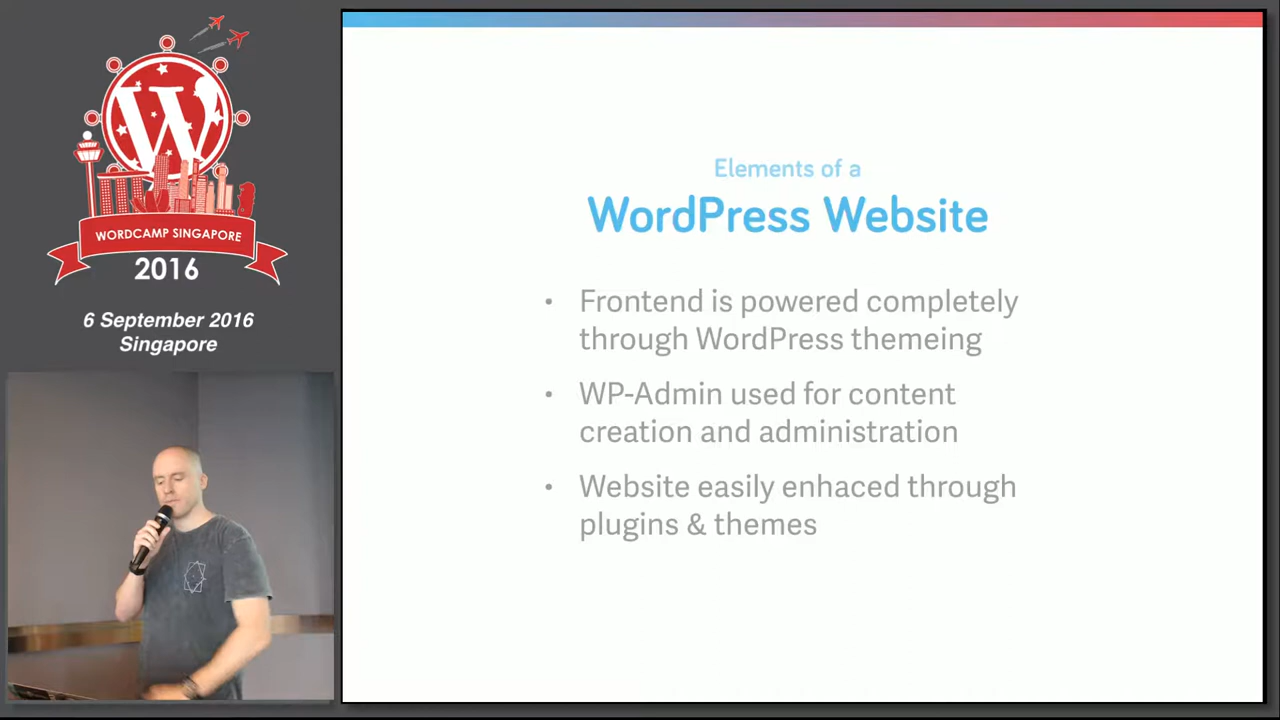 W
WORDCAMP SINGAPORE
2016
6 September 2016
Singapore
Elements of a
WordPress Website
• Frontend is powered completely
through WordPress themeing
• WP-Admin used for content
creation and administration
• Website easily enhaced through
plugins & themes